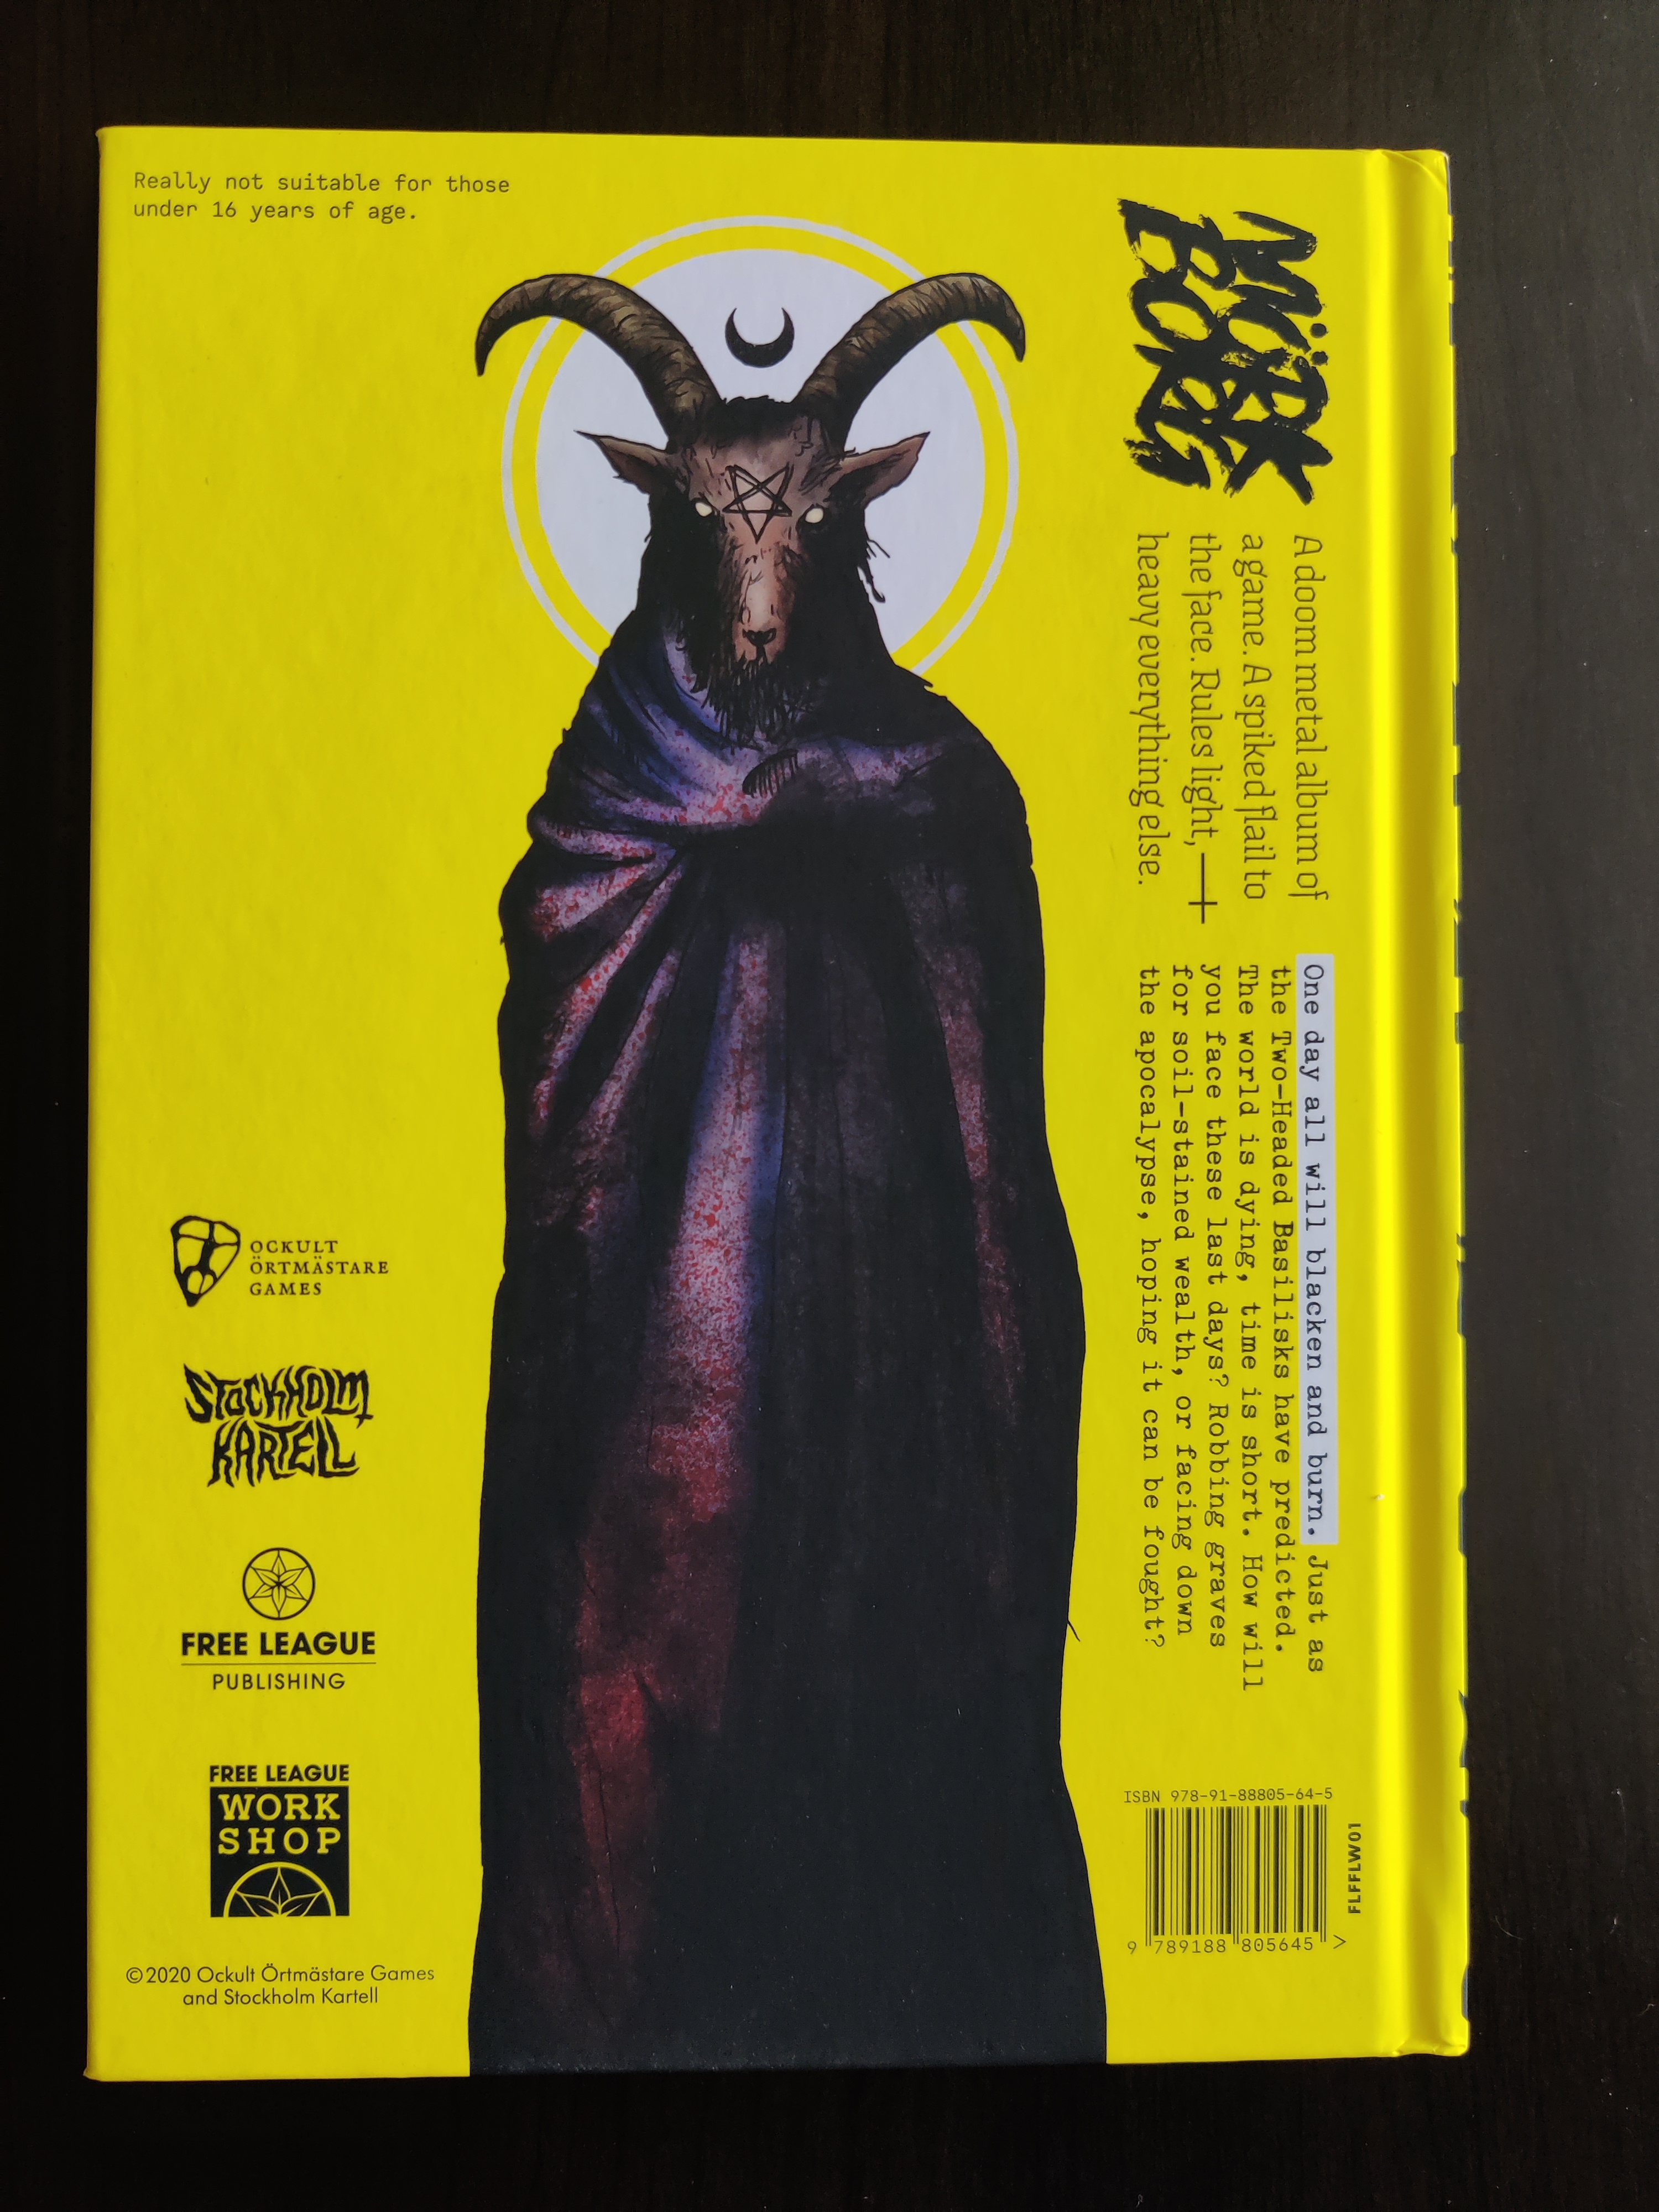 Really not suitable for those
under 16 years of age.
MÖRK
BORG
A doom metal album of
a game. A spiked flail to
the face. Rules light,
heavy everything else.
One day all will blacken and burn. Just as
the Two-Headed Basilisks have predicted.
The world is dying, time is short. How will
you face these last days? Robbing graves
for soil-stained wealth, or facing down
the apocalypse, hoping it can be fought?
OCKULT
ÖRTMÄSTARE
GAMES
STOCKHOLM
KARTELL
FREE LEAGUE
PUBLISHING
FREE LEAGUE
WORK
SHOP
©2020 Ockult Örtmästare Games
and Stockholm Kartell
ISBN 978-91-88805-64-5
9 789188 805645 >
FLFFLW01